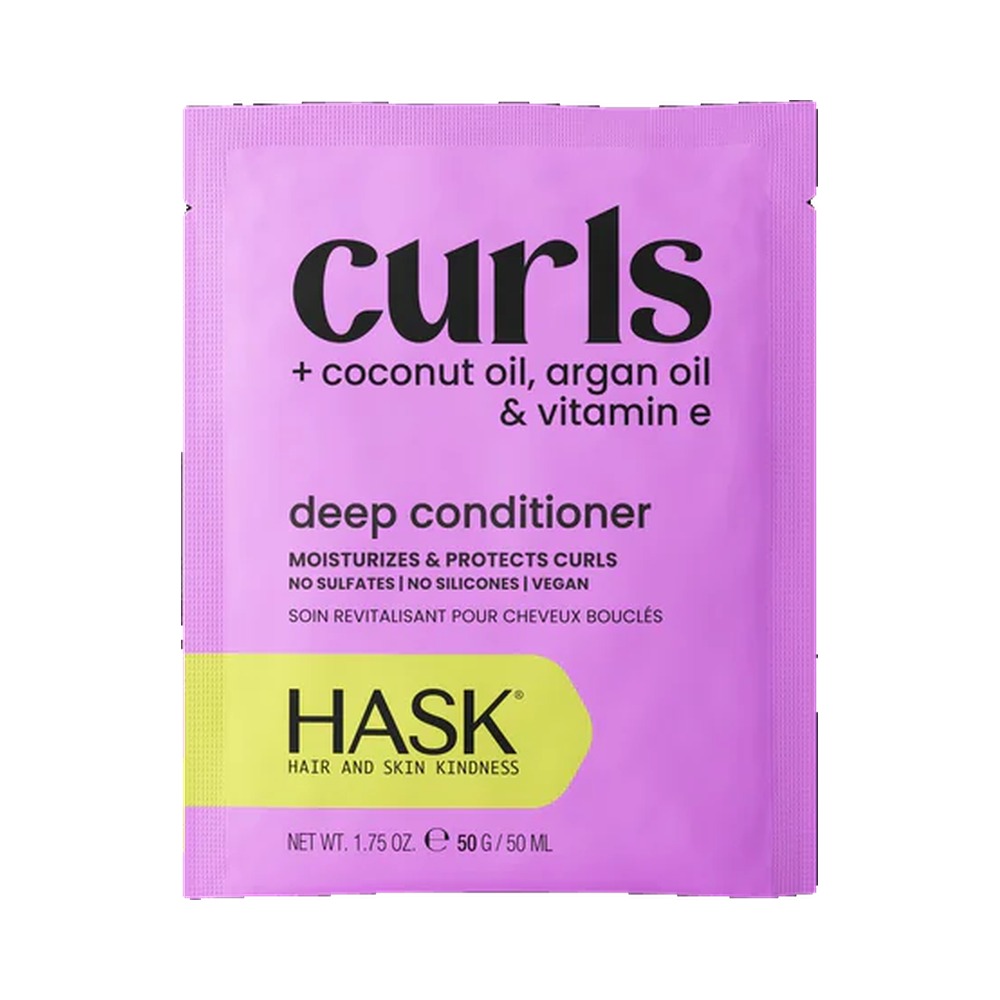 curls
+ coconut oil, argan oil
& vitamin e
deep conditioner
MOISTURIZES & PROTECTS CURLS
NO SULFATES | NO SILICONES | VEGAN
SOIN REVITALISANT POUR CHEVEUX BOUCLÉS
HASK®
HAIR AND SKIN KINDNESS
NET WT. 1.75 OZ. ℮ 50 G / 50 ML